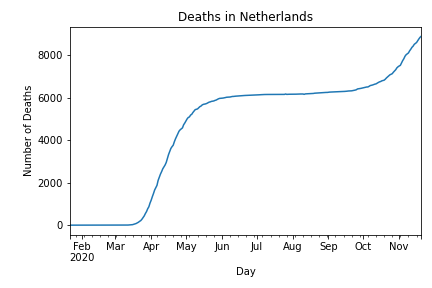 Deaths in Netherlands
Number of Deaths
8000
6000
4000
2000
0
Feb Mar Apr May Jun Jul Aug Sep Oct Nov
2020
Day